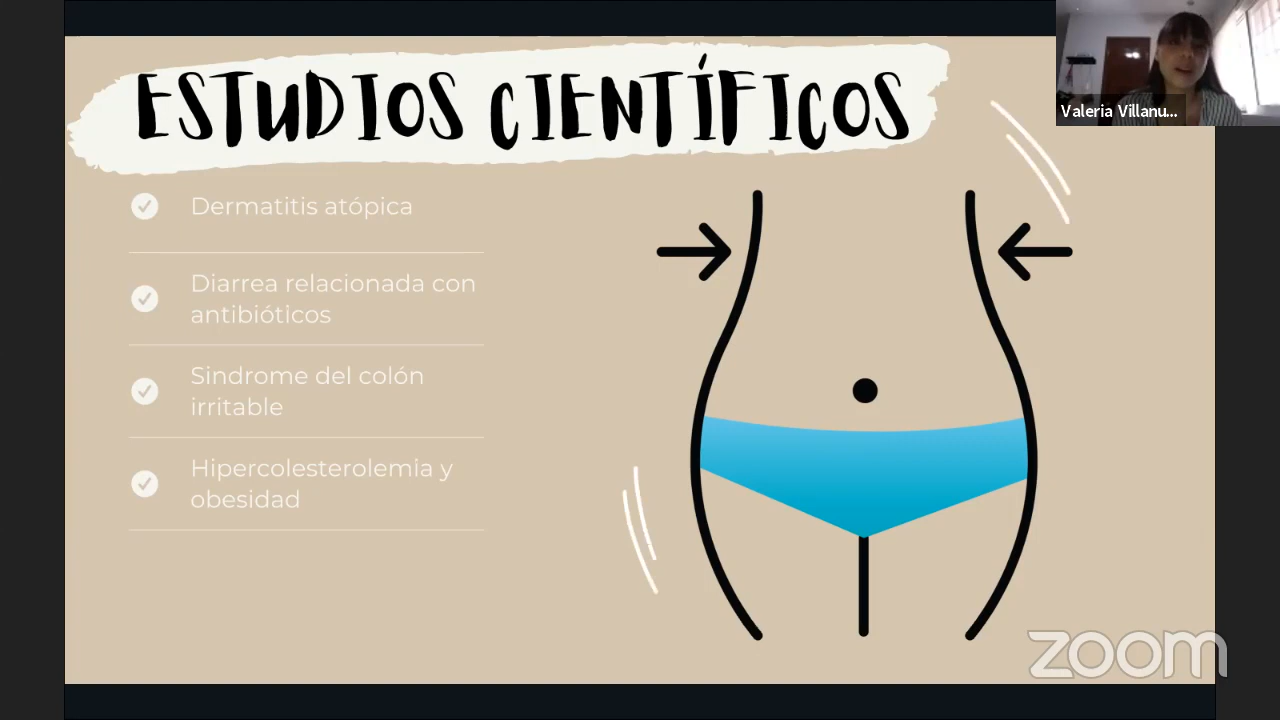 ESTUDIOS CIENTÍFICOS
Valeria Villanu...
Dermatitis atópica
Diarrea relacionada con
antibióticos
Sindrome del colón
irritable
Hipercolesterolemia y
obesidad
zoom